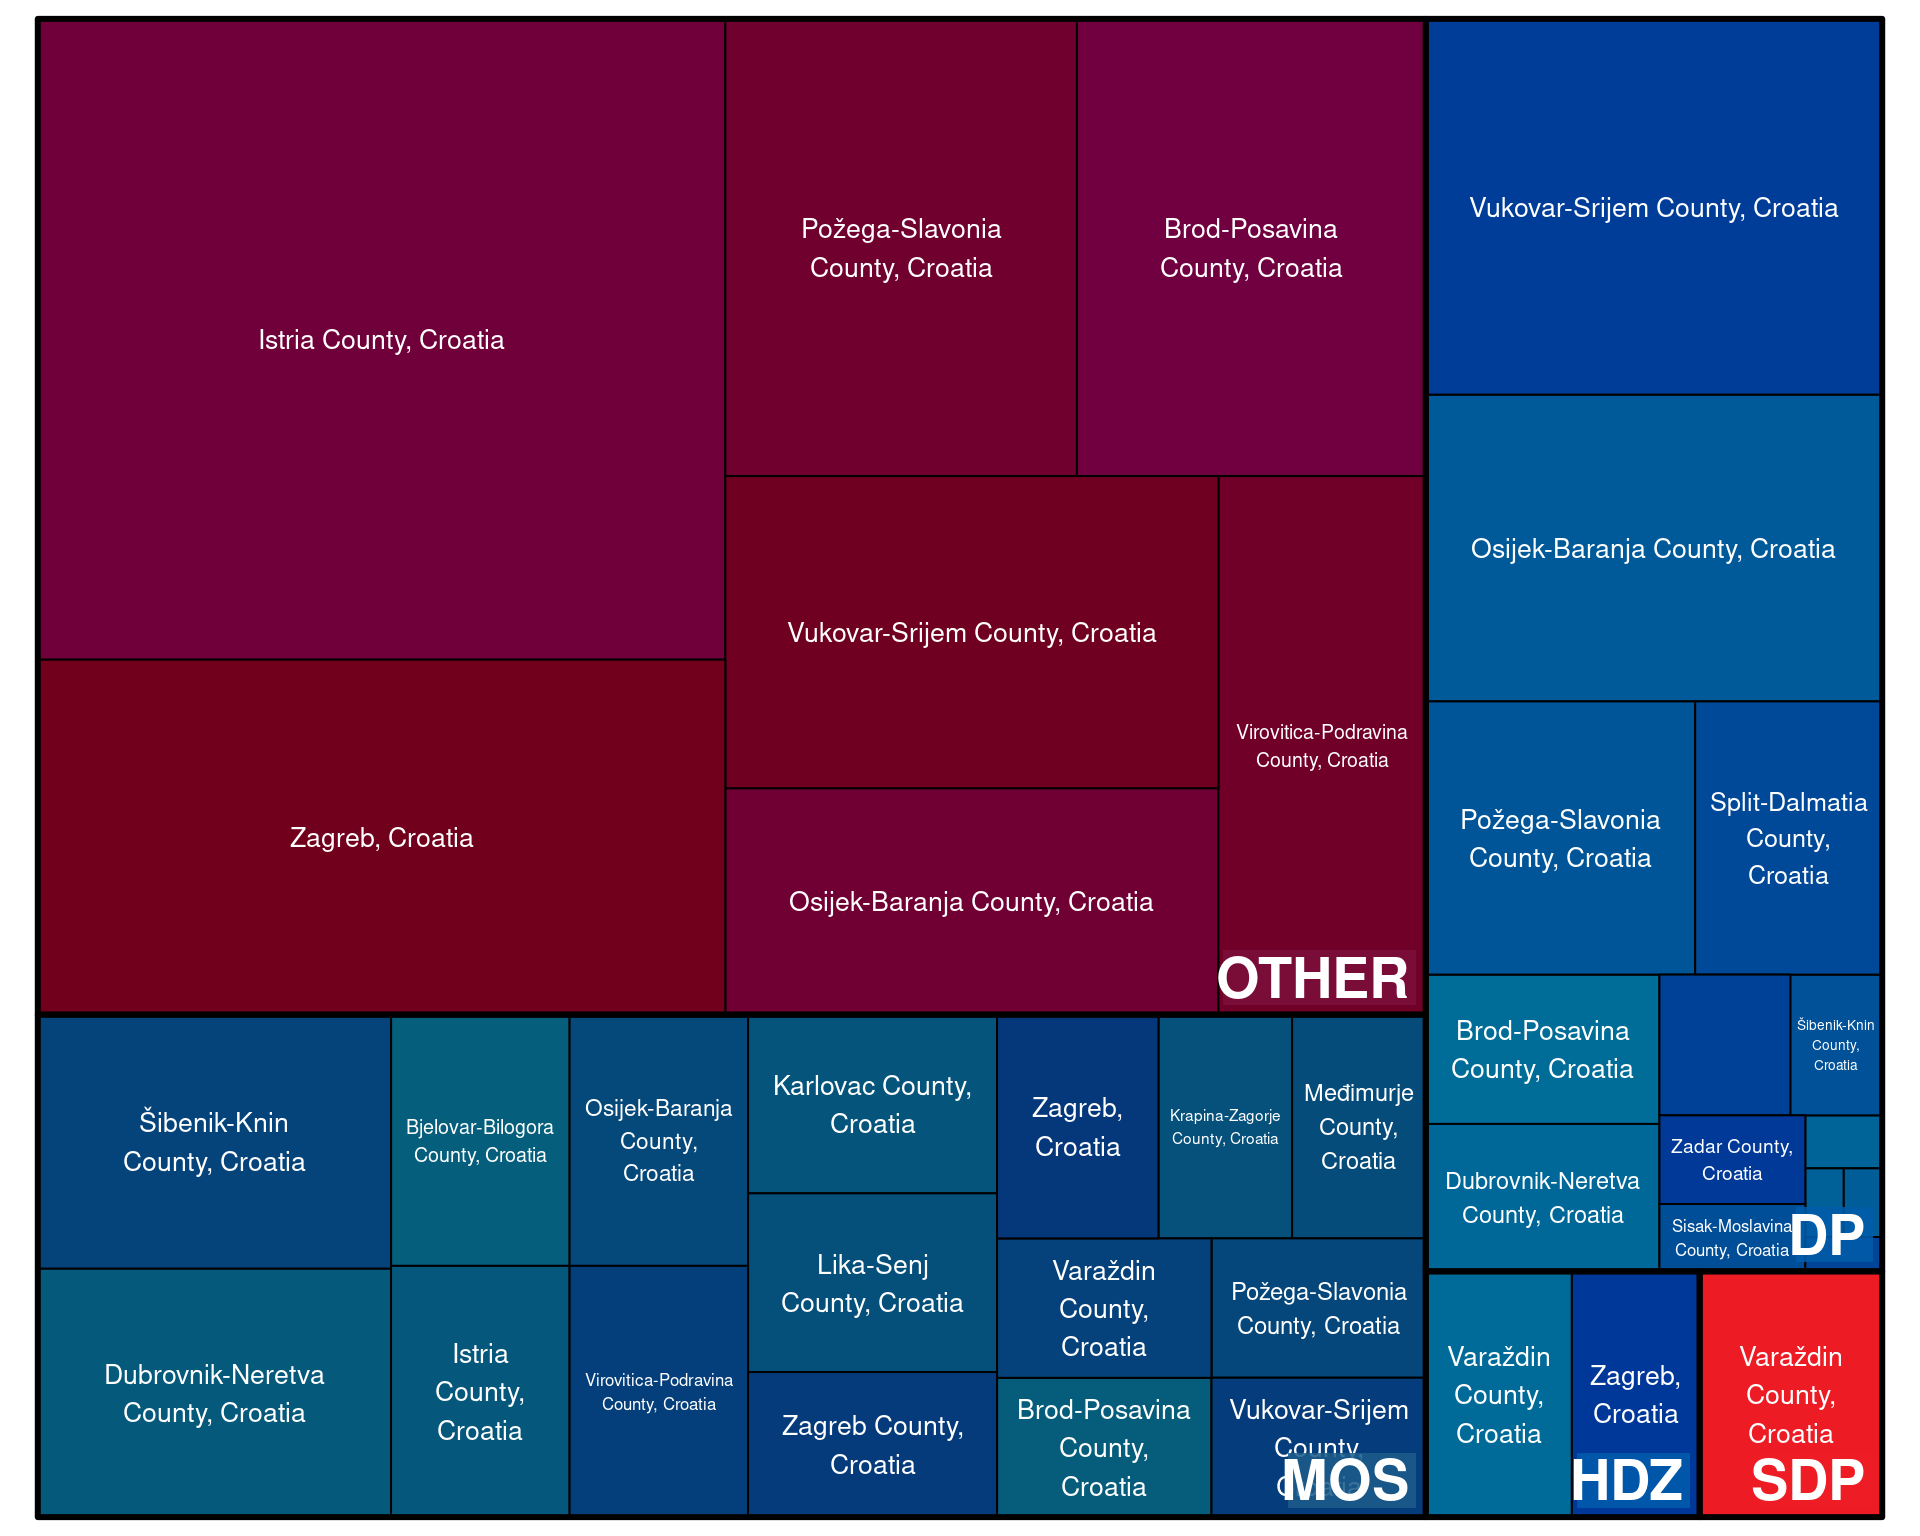 Istria County, Croatia
Zagreb, Croatia
Požega-Slavonia
County, Croatia
Brod-Posavina
County, Croatia
Vukovar-Srijem County, Croatia
Osijek-Baranja County, Croatia
Virovitica-Podravina
County, Croatia
OTHER
Šibenik-Knin
County, Croatia
Dubrovnik-Neretva
County, Croatia
Bjelovar-Bilogora
County, Croatia
Istria
County,
Croatia
Osijek-Baranja
County,
Croatia
Virovitica-Podravina
County, Croatia
Karlovac County,
Croatia
Lika-Senj
County, Croatia
Zagreb County,
Croatia
Zagreb,
Croatia
Krapina-Zagorje
County, Croatia
Međimurje
County,
Croatia
Varaždin
County,
Croatia
Požega-Slavonia
County, Croatia
Brod-Posavina
County,
Croatia
Vukovar-Srijem
County,
MOS
Vukovar-Srijem County, Croatia
Osijek-Baranja County, Croatia
Požega-Slavonia
County, Croatia
Split-Dalmatia
County,
Croatia
Brod-Posavina
County, Croatia
Dubrovnik-Neretva
County, Croatia
Šibenik-Knin
County,
Croatia
Zadar County,
Croatia
Sisak-Moslavina
County, Croatia
DP
Varaždin
County,
Croatia
Zagreb,
Croatia
HDZ
Varaždin
County,
Croatia
SDP